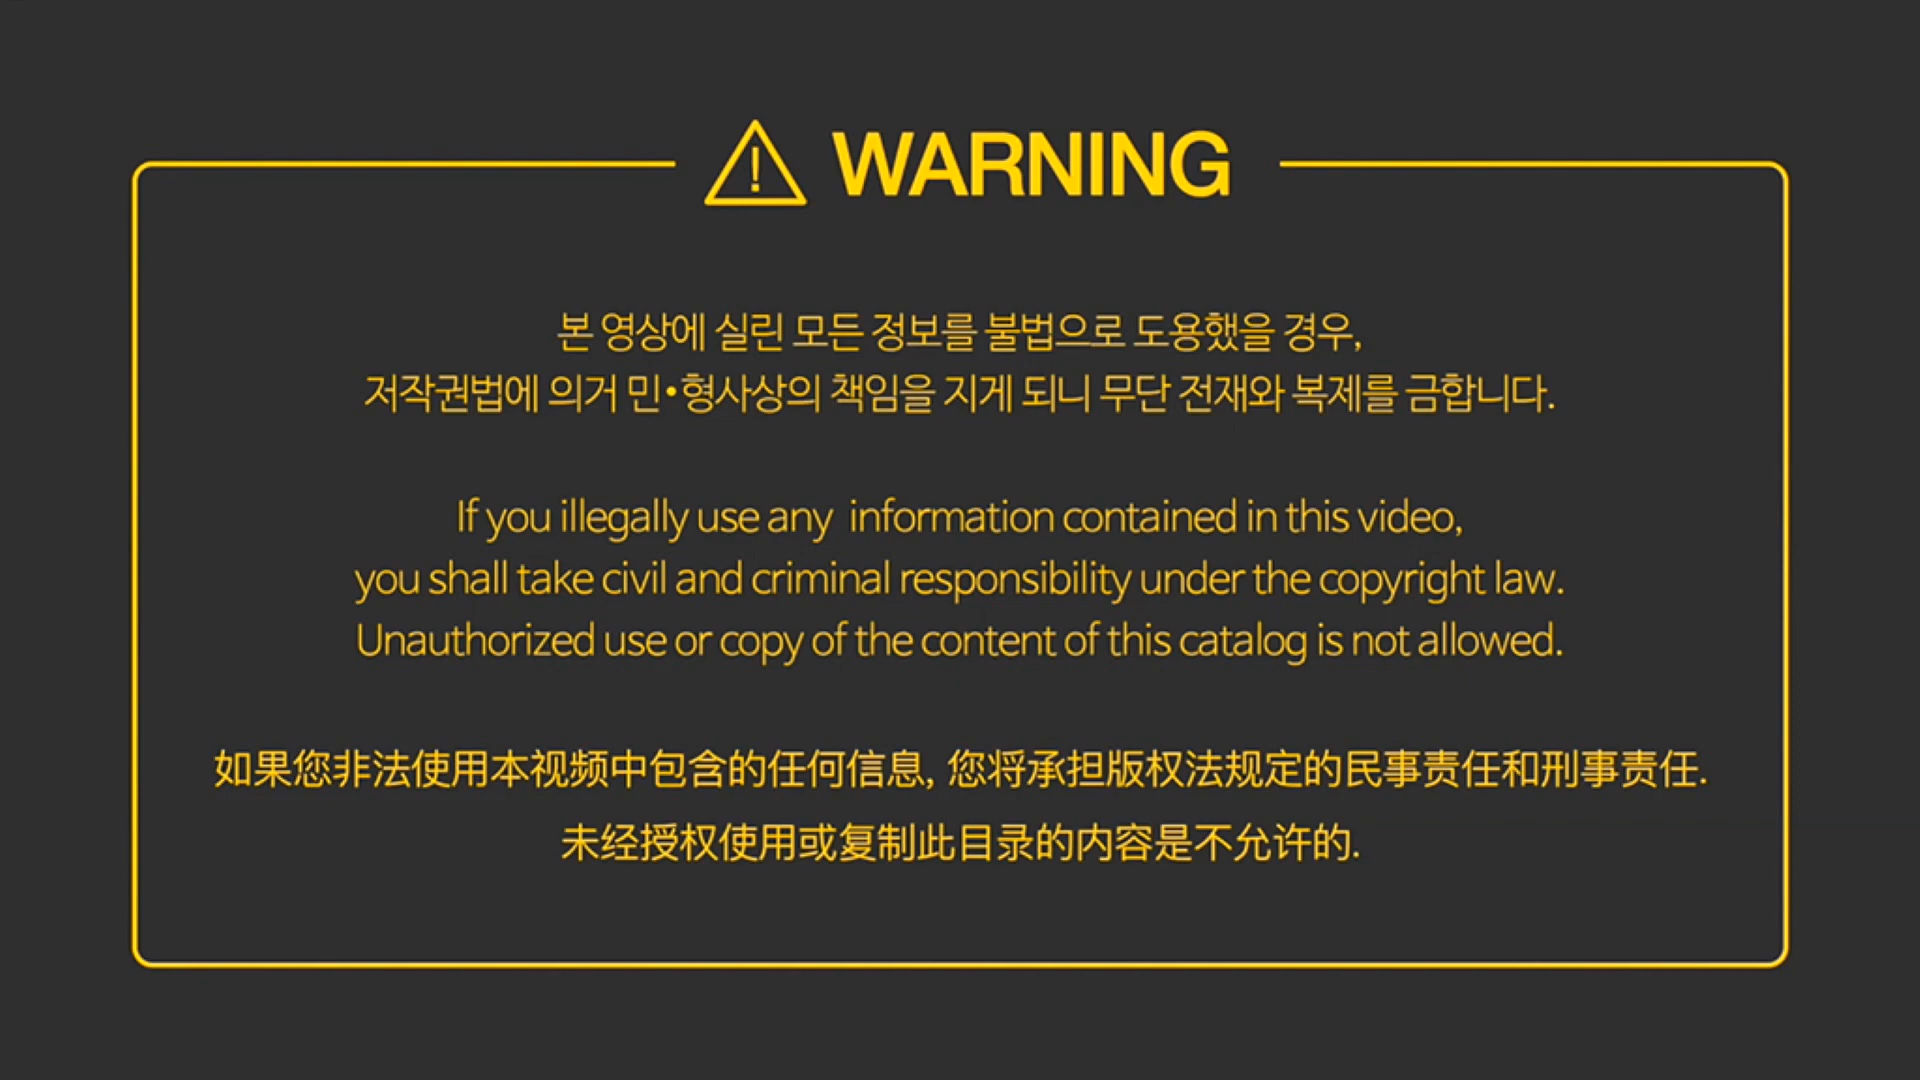 WARNING
본 영상에 실린 모든 정보를 불법으로 도용했을 경우,
저작권법에 의거 민•형사상의 책임을 지게 되니 무단 전재와 복제를 금합니다.
If you illegally use any  information contained in this video,
you shall take civil and criminal responsibility under the copyright law.
Unauthorized use or copy of the content of this catalog is not allowed.
如果您非法使用本视频中包含的任何信息, 您将承担版权法规定的民事责任和刑事责任.
未经授权使用或复制此目录的内容是不允许的.